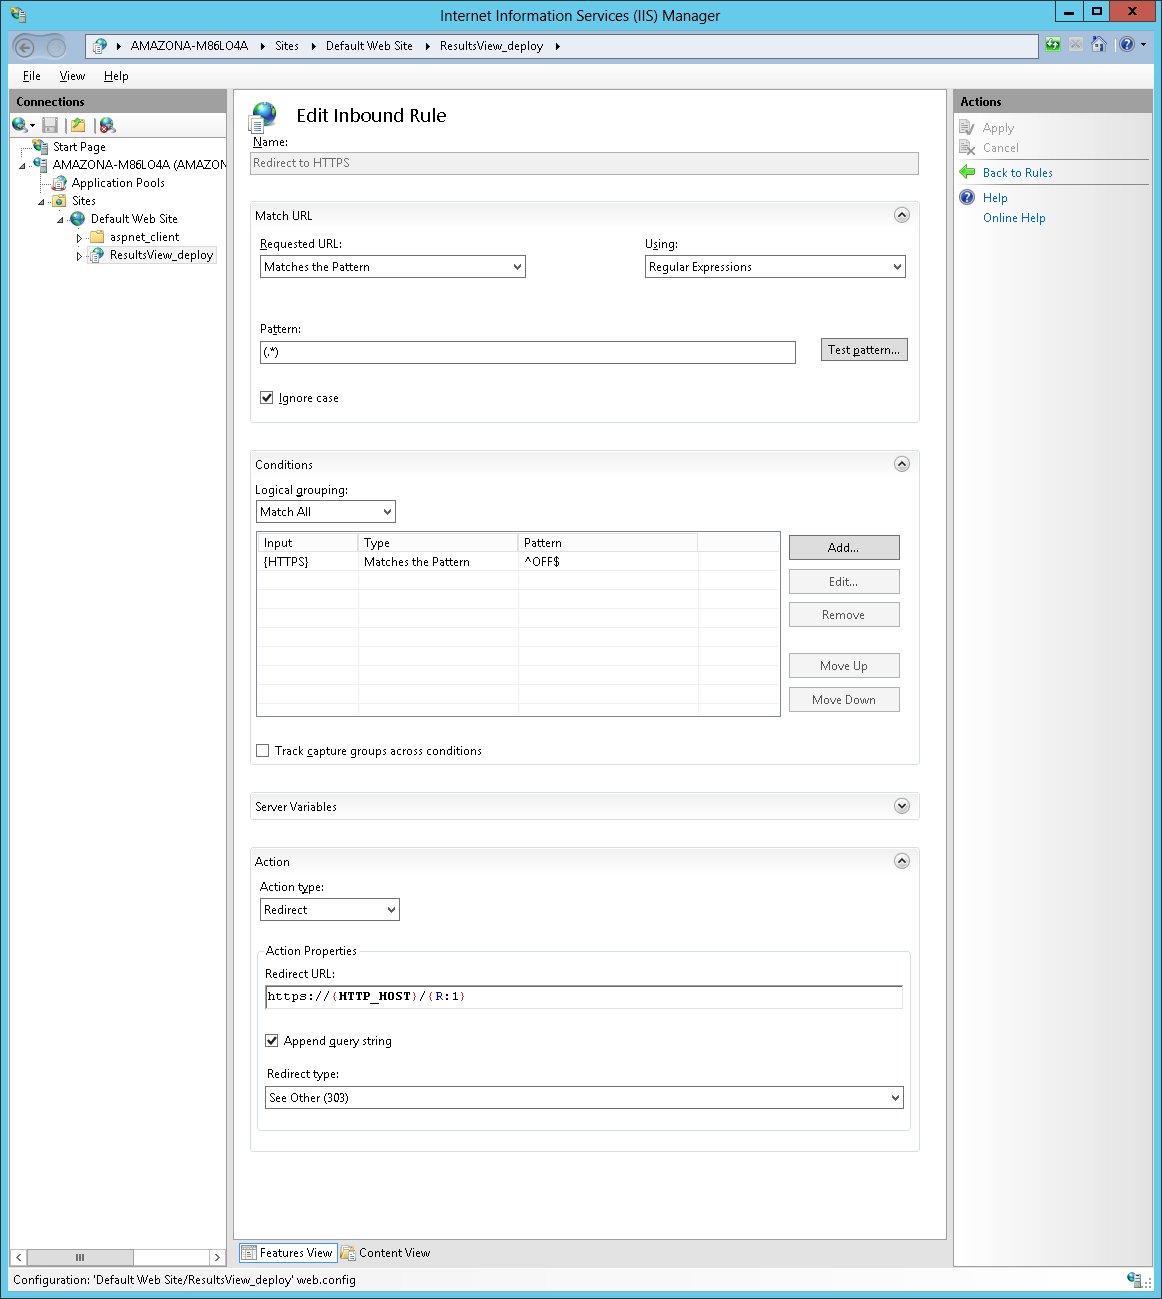 Internet Information Services (IIS) Manager
AMAZONA-M86LO4A
Sites
Default Web Site
ResultsView_deploy
File
View
Help
Connections
Start Page
AMAZONA-M86LO4A (AMAZON
Application Pools
Sites
Default Web Site
aspnet_client
ResultsView_deploy
Edit Inbound Rule
Name:
Redirect to HTTPS
Match URL
Requested URL:
Using:
Matches the Pattern
Regular Expressions
Pattern:
(.*)
Test pattern...
Ignore case
Conditions
Logical grouping:
Match All
Input
Type
Pattern
{HTTPS}
Matches the Pattern
^OFF$
Add...
Edit...
Remove
Move Up
Move Down
Track capture groups across conditions
Server Variables
Action
Action type:
Redirect
Action Properties
Redirect URL:
https://{HTTP_HOST}/{R:1}
Append query string
Redirect type:
See Other (303)
Features View
Content View
Actions
Apply
Cancel
Back to Rules
Help
Online Help
Configuration: 'Default Web Site/ResultsView_deploy' web.config